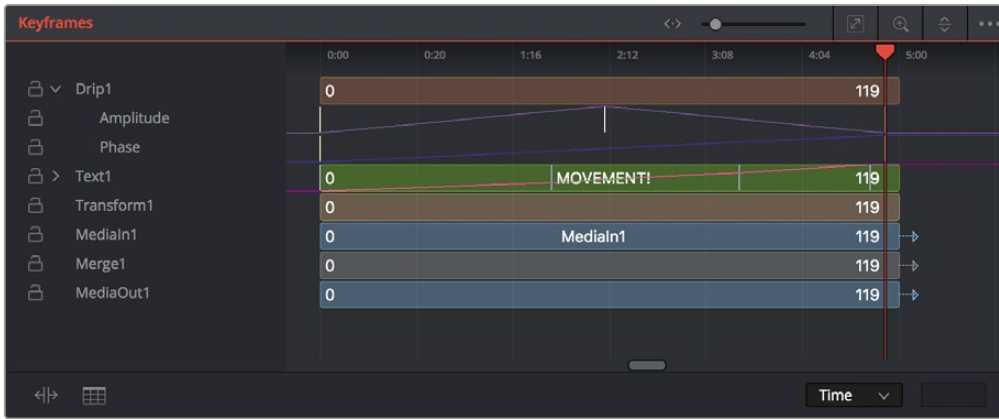 Keyframes
0:00 0:20 1:16 2:12 3:08 4:04 5:00
Drip1 0 119
Amplitude
Phase
Text1 0 MOVEMENT! 119
Transform1 0 119
MediaIn1 0 MediaIn1 119
Merge1 0 119
MediaOut1 0 119
Time